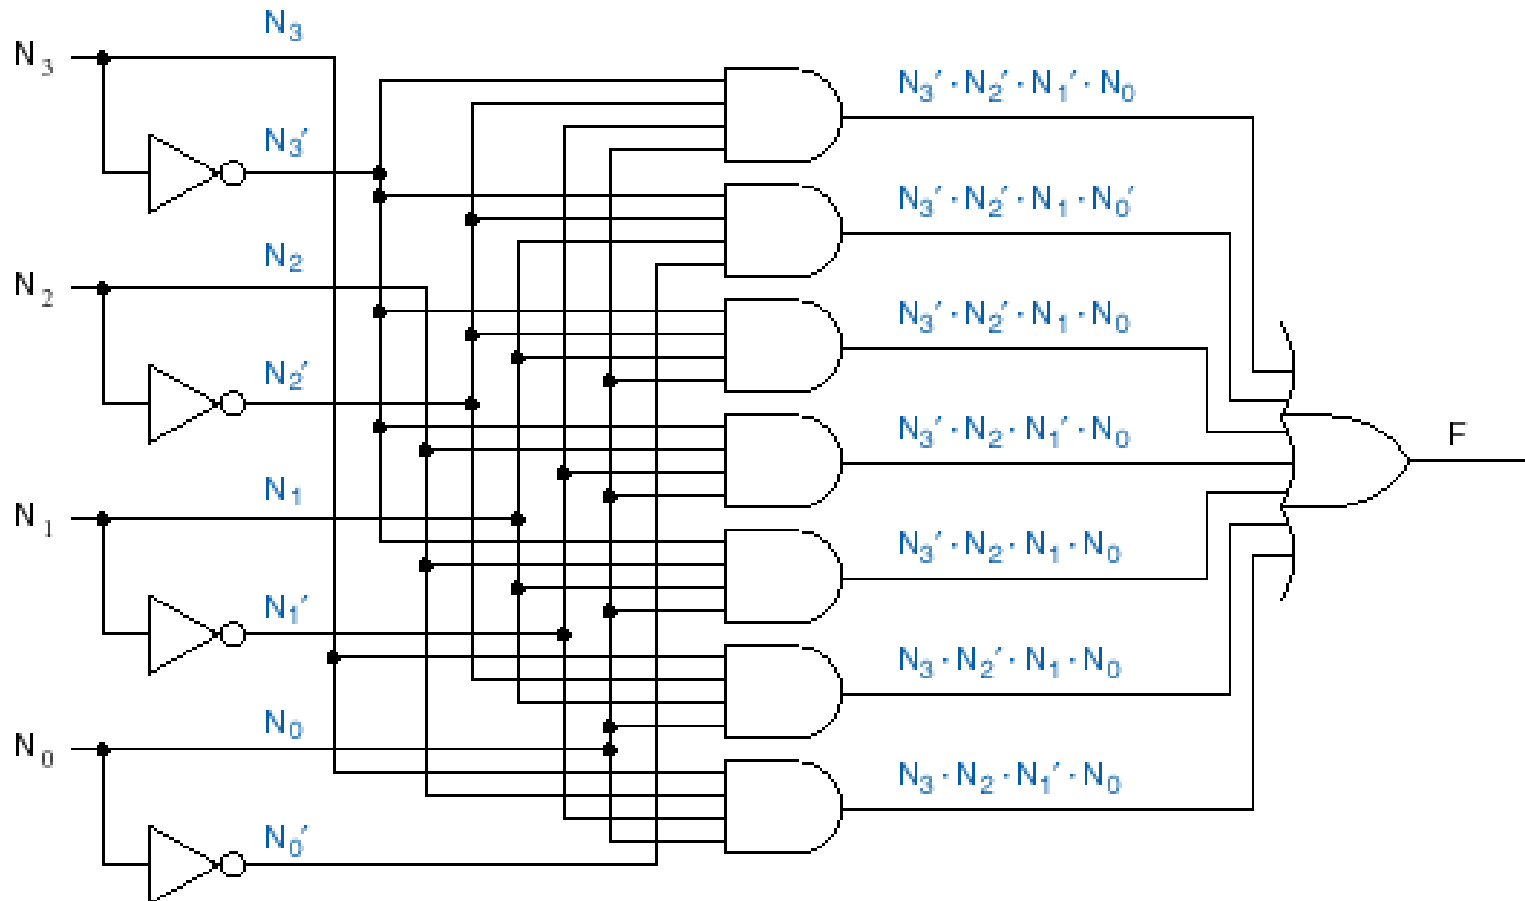 N₃
N₃
N₃′
N₂
N₂
N₂′
N₁
N₁
N₁′
N₀
N₀
N₀′
N₃′ · N₂′ · N₁′ · N₀
N₃′ · N₂′ · N₁ · N₀′
N₃′ · N₂′ · N₁ · N₀
N₃′ · N₂ · N₁′ · N₀
N₃′ · N₂ · N₁ · N₀
N₃ · N₂′ · N₁ · N₀
N₃ · N₂ · N₁′ · N₀
F